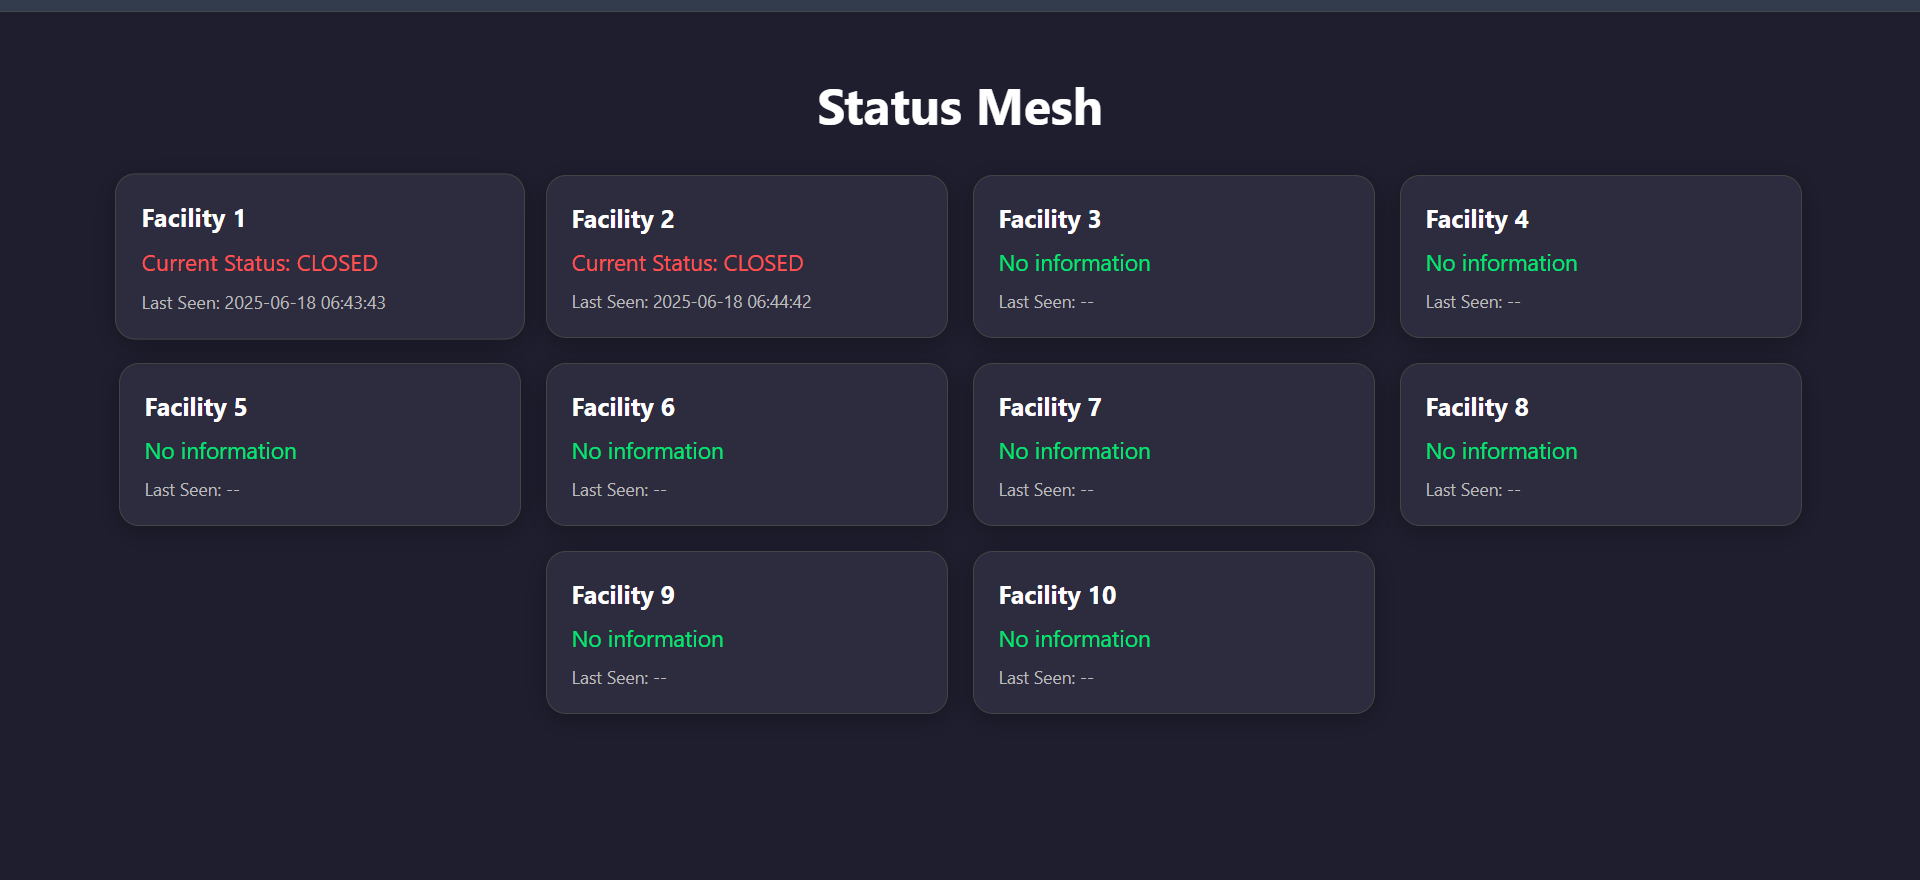 Status Mesh
Facility 1
Current Status: CLOSED
Last Seen: 2025-06-18 06:43:43
Facility 2
Current Status: CLOSED
Last Seen: 2025-06-18 06:44:42
Facility 3
No information
Last Seen: --
Facility 4
No information
Last Seen: --
Facility 5
No information
Last Seen: --
Facility 6
No information
Last Seen: --
Facility 7
No information
Last Seen: --
Facility 8
No information
Last Seen: --
Facility 9
No information
Last Seen: --
Facility 10
No information
Last Seen: --